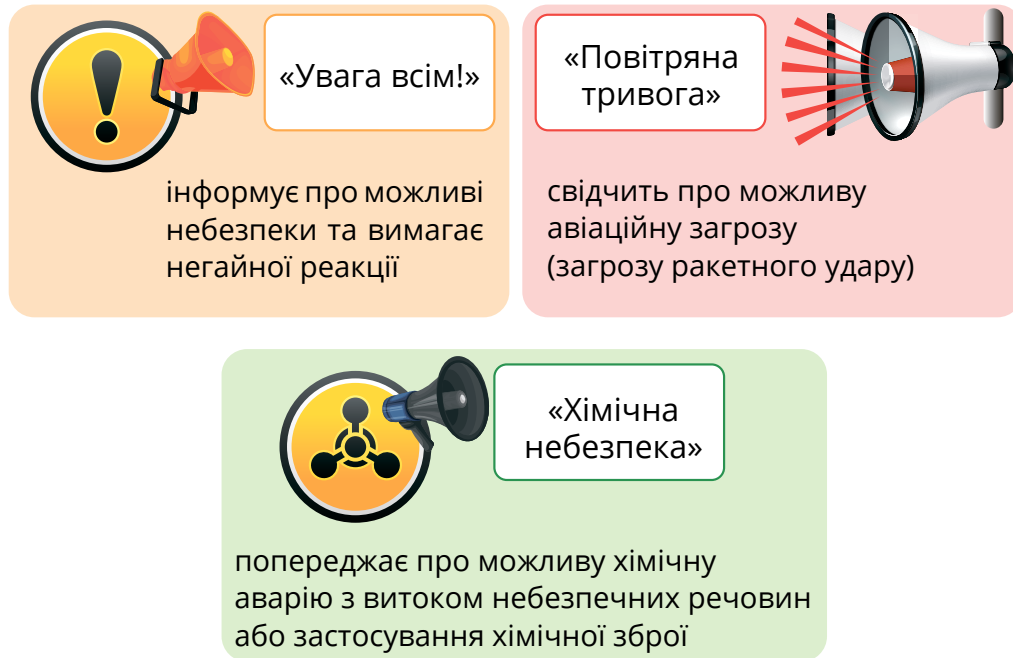 «Увага всім!»
інформує про можливі
небезпеки та вимагає
негайної реакції
«Повітряна
тривога»
свідчить про можливу
авіаційну загрозу
(загрозу ракетного удару)
«Хімічна
небезпека»
попереджає про можливу хімічну
аварію з витоком небезпечних речовин
або застосування хімічної зброї